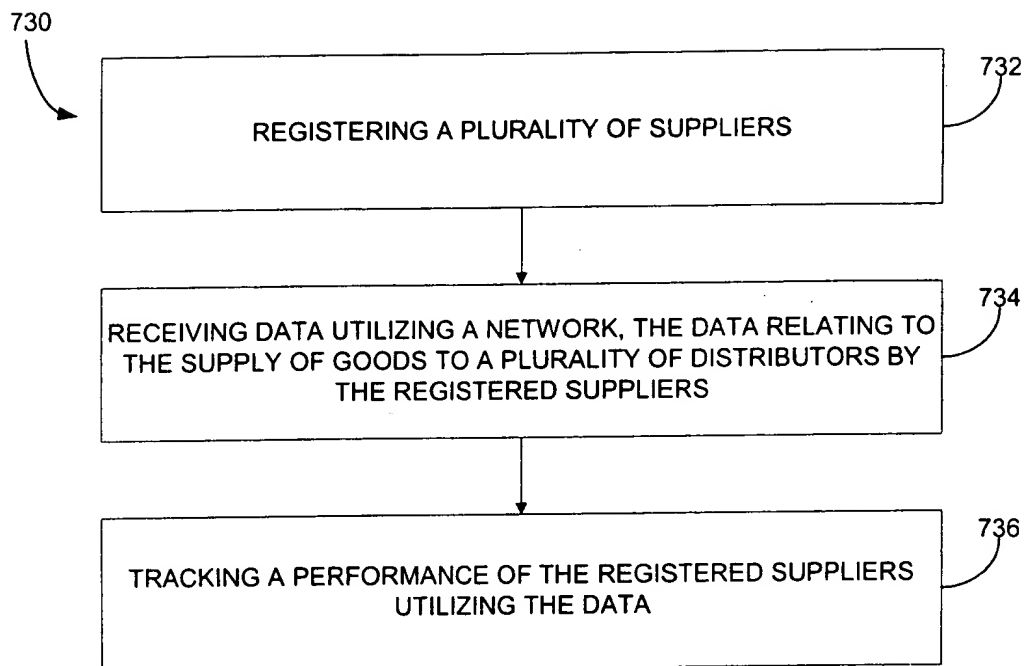 730
732
REGISTERING A PLURALITY OF SUPPLIERS
734
RECEIVING DATA UTILIZING A NETWORK, THE DATA RELATING TO
THE SUPPLY OF GOODS TO A PLURALITY OF DISTRIBUTORS BY
THE REGISTERED SUPPLIERS
736
TRACKING A PERFORMANCE OF THE REGISTERED SUPPLIERS
UTILIZING THE DATA